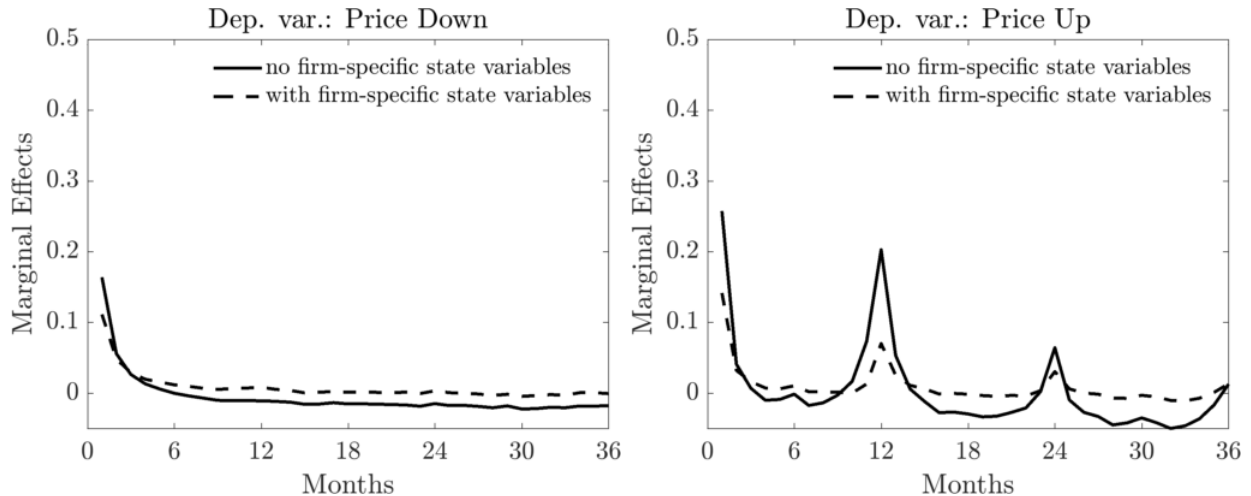 Dep. var.: Price Down
0.5
0.4
0.3
0.2
0.1
0
Marginal Effects
no firm-specific state variables
with firm-specific state variables
0 6 12 18 24 30 36
Months
Dep. var.: Price Up
0.5
0.4
0.3
0.2
0.1
0
Marginal Effects
no firm-specific state variables
with firm-specific state variables
0 6 12 18 24 30 36
Months